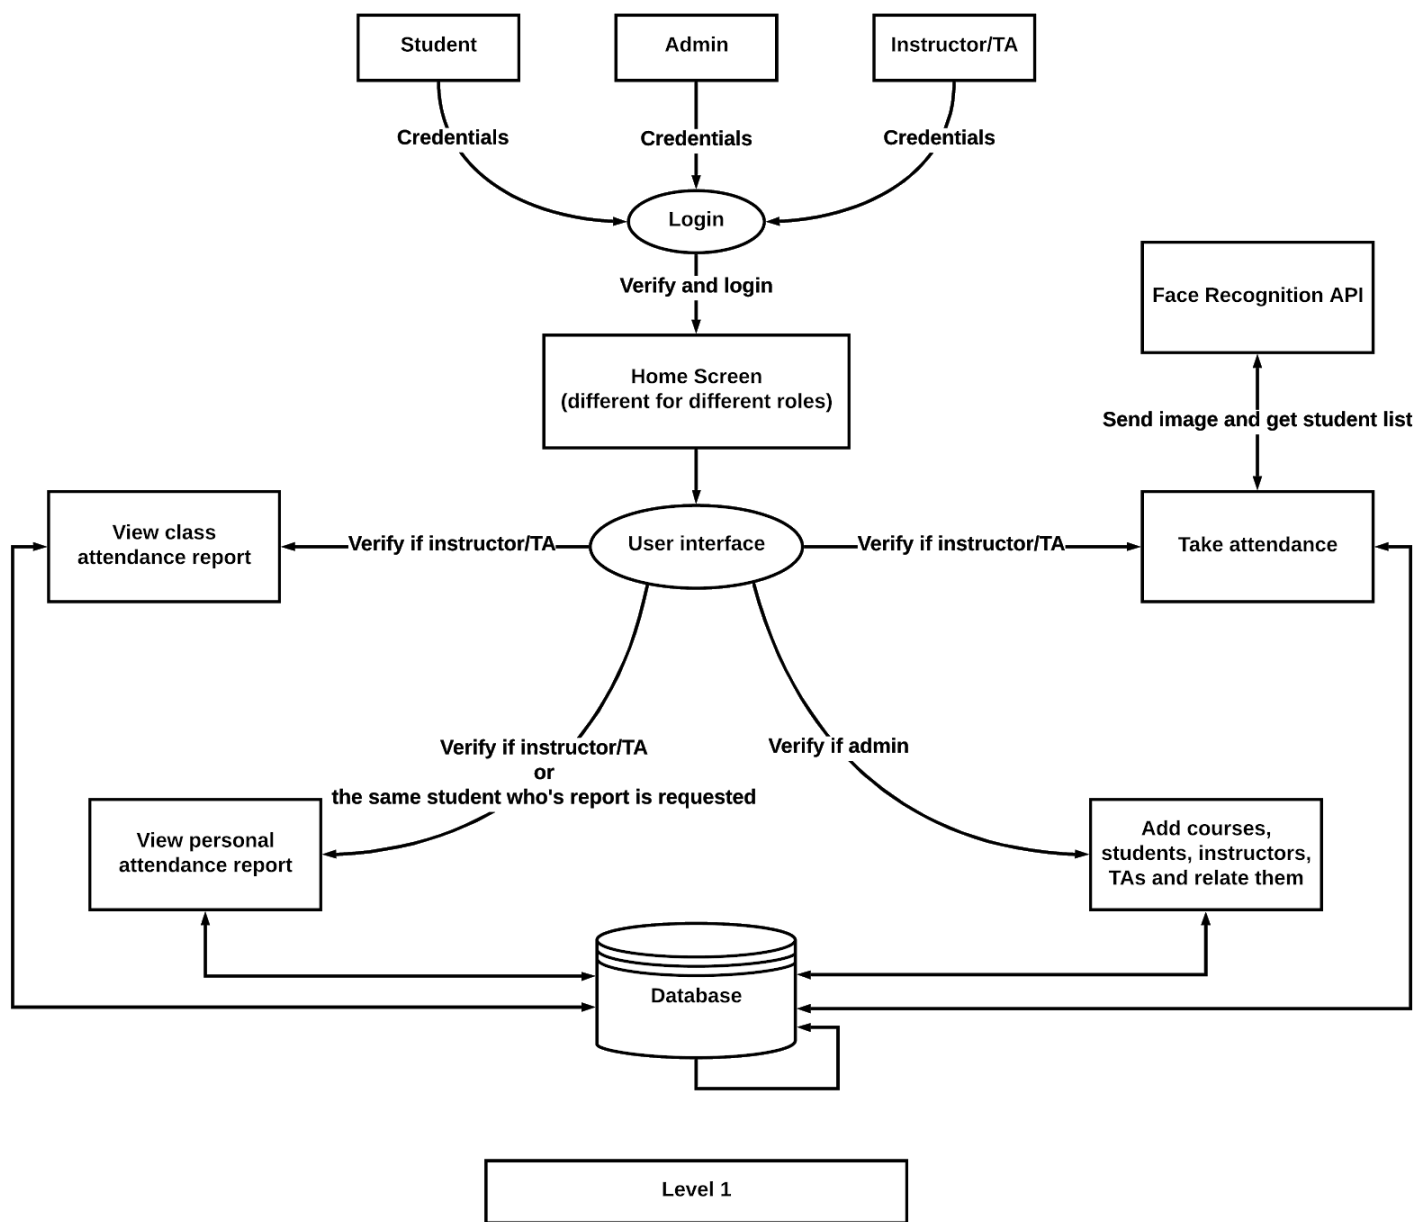 Student
Admin
Instructor/TA
Credentials
Credentials
Credentials
Login
Verify and login
Face Recognition API
Home Screen
(different for different roles)
Send image and get student list
View class
attendance report
Verify if instructor/TA
User interface
Verify if instructor/TA
Take attendance
Verify if instructor/TA
or
the same student who's report is requested
Verify if admin
View personal
attendance report
Add courses,
students, instructors,
TAs and relate them
Database
Level 1